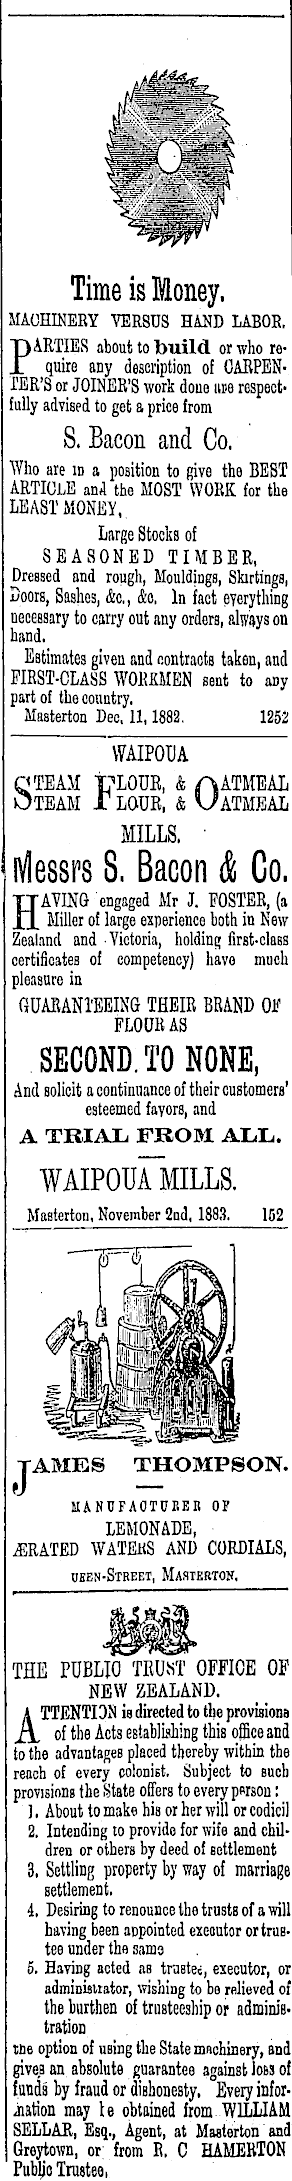 Time is Money.
MACHINERY VERSUS HAND LABOR.
PARTIES about to build or who re-
quire any description of CARPEN-
TER'S or JOINER'S work done are respect-
fully advised to get a price from
S. Bacon and Co.
Who are in a position to give the BEST
ARTICLE and the MOST WORK for the
LEAST MONEY,
Large Stocks of
SEASONED TIMBER,
Dressed and rough, Mouldings, Skirtings,
Doors, Sashes, &c., &c. In fact everything
necessary to carry out any orders, always on
hand.
Estimates given and contracts taken, and
FIRST-CLASS WORKMEN sent to any
part of the country.
Masterton Dec, 11, 1882. 1252
WAIPOUA
STEAM FLOUR, & OATMEAL
STEAM FLOUR, & OATMEAL
MILLS.
Messrs S. Bacon & Co.
HAVING engaged Mr J. FOSTER, (a
Miller of large experience both in New
Zealand and Victoria, holding first-class
certificates of competency) have much
pleasure in
GUARANTEEING THEIR BRAND OF
FLOUR AS
SECOND TO NONE,
And solicit a continuance of their customers'
esteemed favors, and
A TRIAL FROM ALL.
WAIPOUA MILLS.
Masterton, November 2nd, 1883. 152
JAMES THOMPSON.
MANUFACTURER OF
LEMONADE,
ÆRATED WATERS AND CORDIALS,
UEEN-STREET, MASTERTON.
THE PUBLIC TRUST OFFICE OF
NEW ZEALAND.
ATTENTION is directed to the provisions
of the Acts establishing this office and
to the advantages placed thereby within the
reach of every colonist. Subject to such
provisions the State offers to every person:
1. About to make his or her will or codicil
2. Intending to provide for wife and chil-
dren or others by deed of settlement
3. Settling property by way of marriage
settlement.
4. Desiring to renounce the trusts of a will
having been appointed executor or trus-
tee under the same
5. Having acted as trustee, executor, or
administrator, wishing to be relieved of
the burthen of trusteeship or adminis-
tration
the option of using the State machinery, and
gives an absolute guarantee against loss of
funds by fraud or dishonesty. Every infor-
mation may be obtained from WILLIAM
SELLAR, Esq., Agent, at Masterton and
Greytown, or from R. C HAMERTON
Public Trustee,